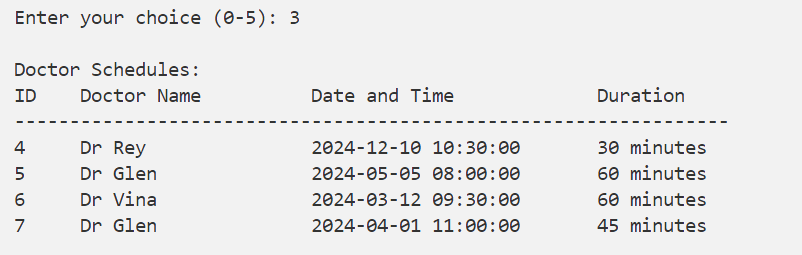 Enter your choice (0-5): 3
Doctor Schedules:
ID    Doctor Name          Date and Time             Duration
-----------------------------------------------------------------
4     Dr Rey               2024-12-10 10:30:00       30 minutes
5     Dr Glen              2024-05-05 08:00:00       60 minutes
6     Dr Vina              2024-03-12 09:30:00       60 minutes
7     Dr Glen              2024-04-01 11:00:00       45 minutes